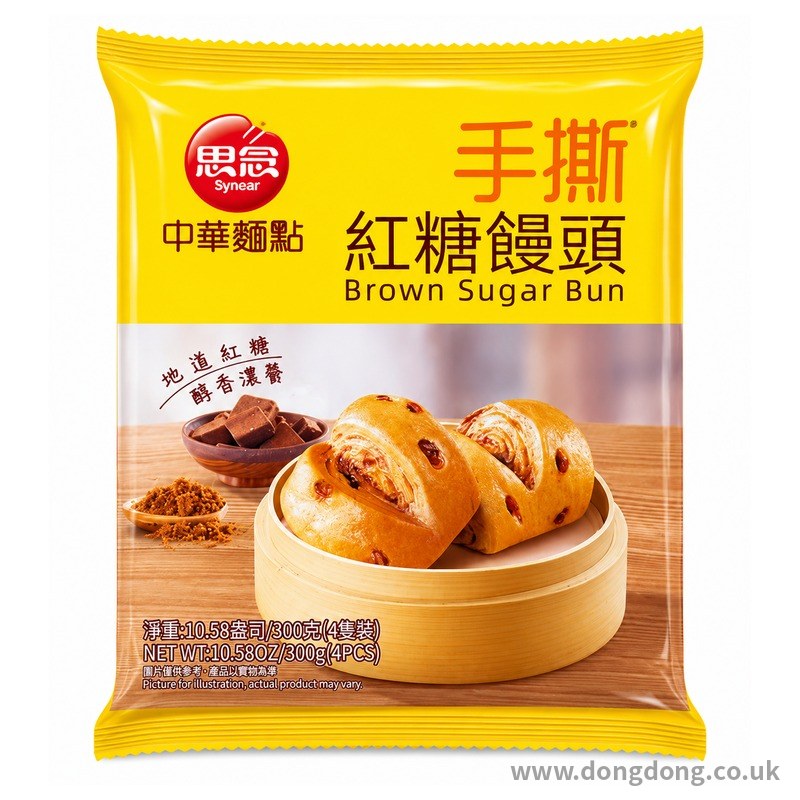 思念
Synear
中華麵點
手撕®
紅糖饅頭
Brown Sugar Bun
地道紅糖
醇香濃鬱
淨重:10.58盎司/300克(4隻裝)
NET WT:10.58OZ/300g(4PCS)
圖片僅供參考,產品以實物為準
Picture for illustration, actual product may vary.
www.dongdong.co.uk